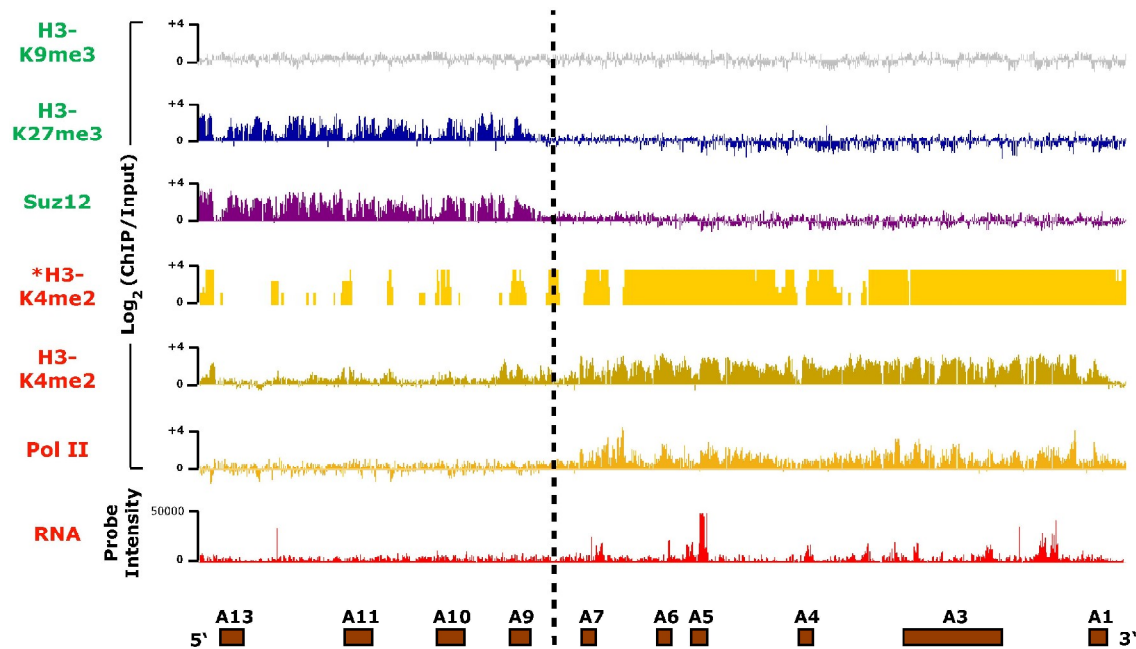 H3-
K9me3
+4
0
H3-
K27me3
+4
0
Suz12
+4
0
*H3-
K4me2
+4
0
H3-
K4me2
+4
0
Pol II
+4
0
Log2 (ChIP/Input)
RNA
Probe
Intensity
50000
0
A13 A11 A10 A9 A7 A6 A5 A4 A3 A1
5' 3'